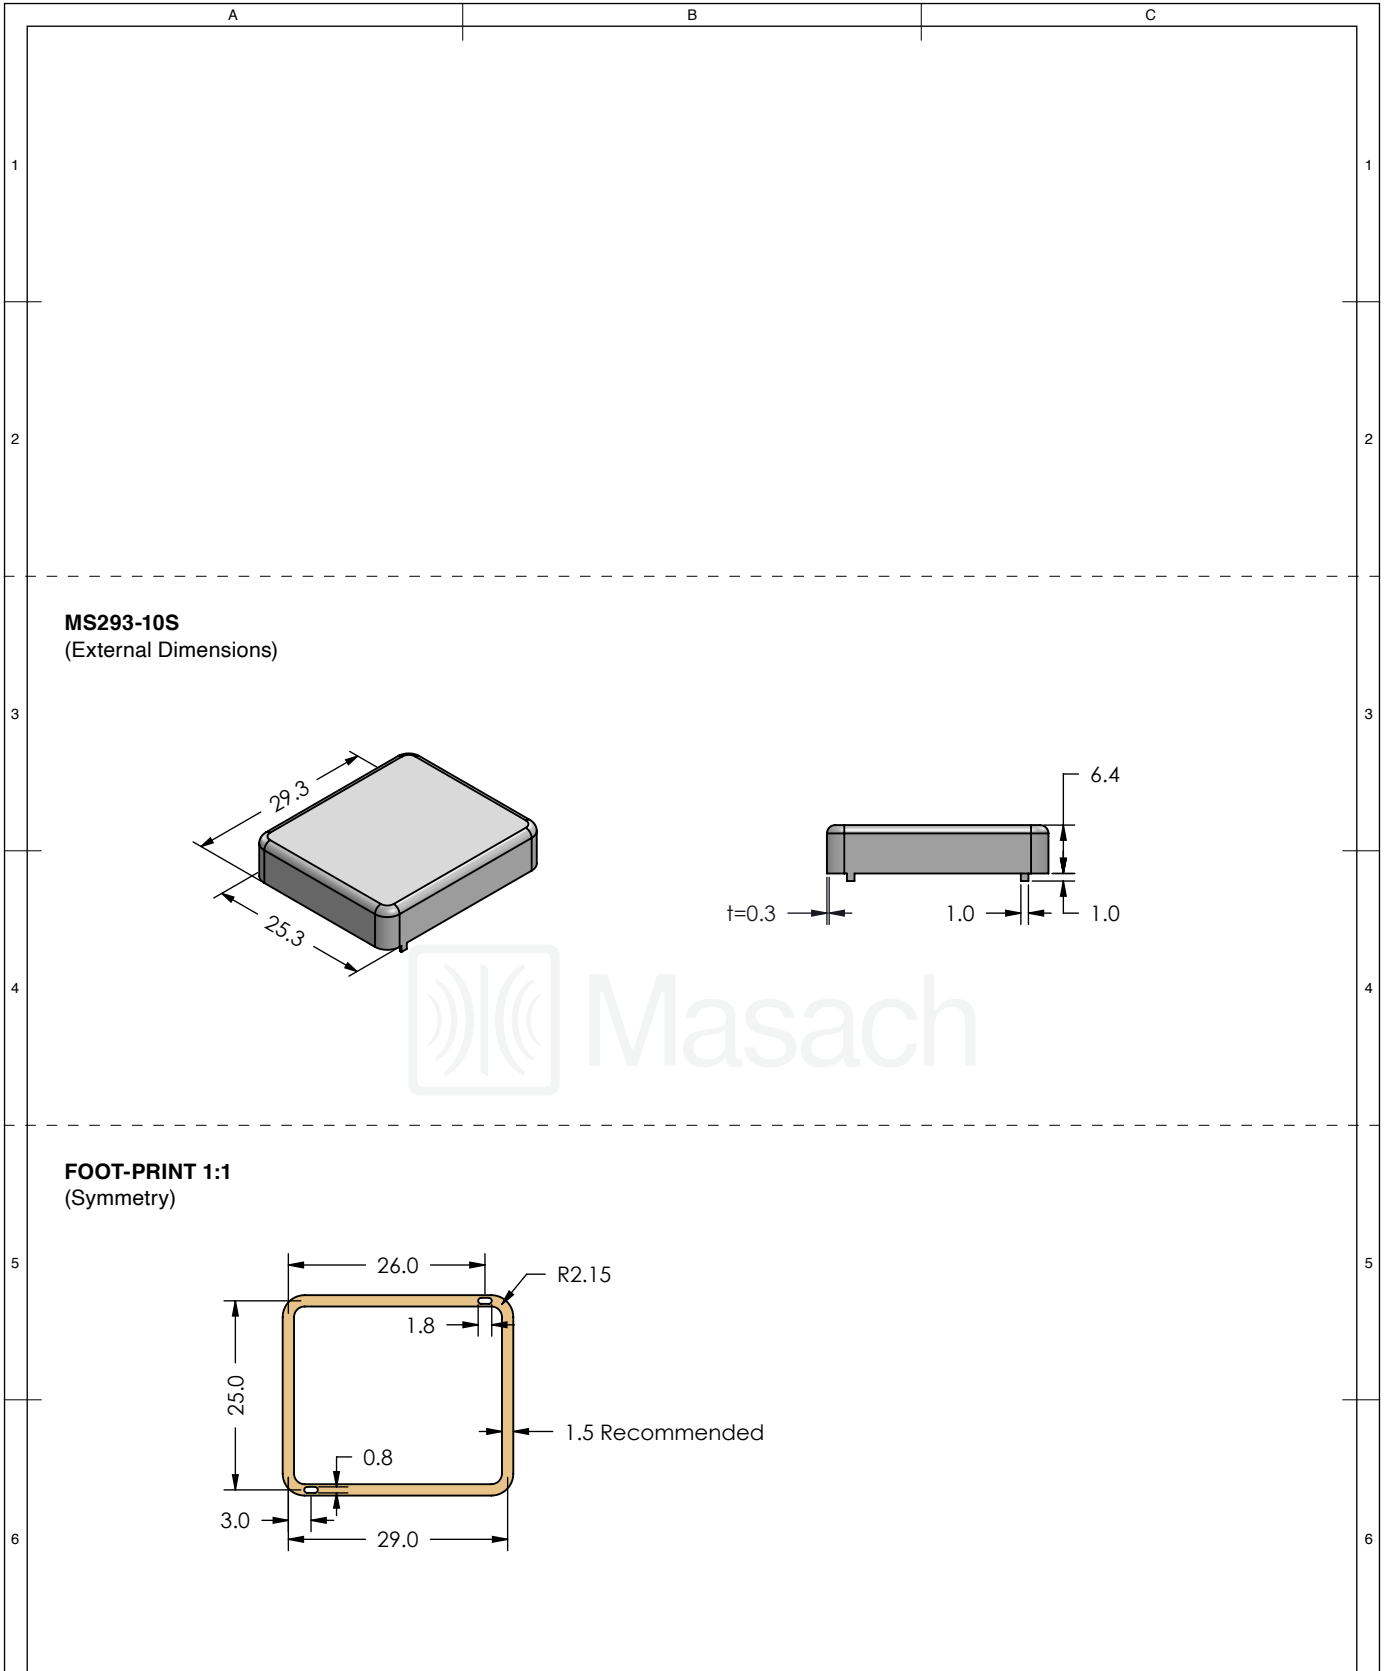 A
B
C
1
1
2
2
MS293-10S
(External Dimensions)
3
3
29.3
25.3
6.4
t=0.3
1.0
1.0
4
4
Masach
FOOT-PRINT 1:1
(Symmetry)
5
5
26.0
R2.15
1.8
25.0
1.5 Recommended
0.8
3.0
29.0
6
6